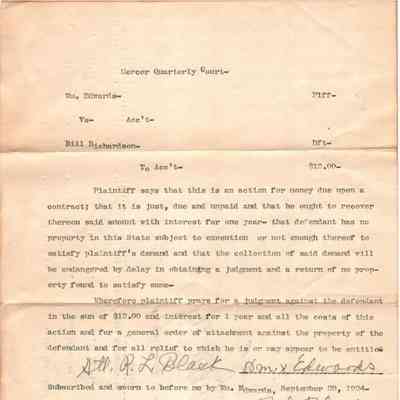 Mercer Quarterly Court-
Wm. Edwards- Plff-
Vs- Acc't-
Bill Richardson- Dft-
To Acc't- $12.00-
Plaintiff says that this is an action for money due upon a
contract; that it is just, due and unpaid and that he ought to recover
thereon said amount with interest for one year- that defendant has no
property in this State subject to execution or not enough thereof to
satisfy plaintiff's demand and that the collection of said demand will
be endangered by delay in obtaining a judgment and a return of no prop-
erty found to satisfy same-
Wherefore plaintiff prays for a judgment against the defendant
in the sum of $12.00 and interest for 1 year and all the costs of this
action and for a general order of attachment against the property of the
defendant and for all relief to which he is or may appear to be entitled
Att. R. L. Black Wm x Edwards
Subscribed and sworn to before me by Wm. Edwards, September 29, 1924-